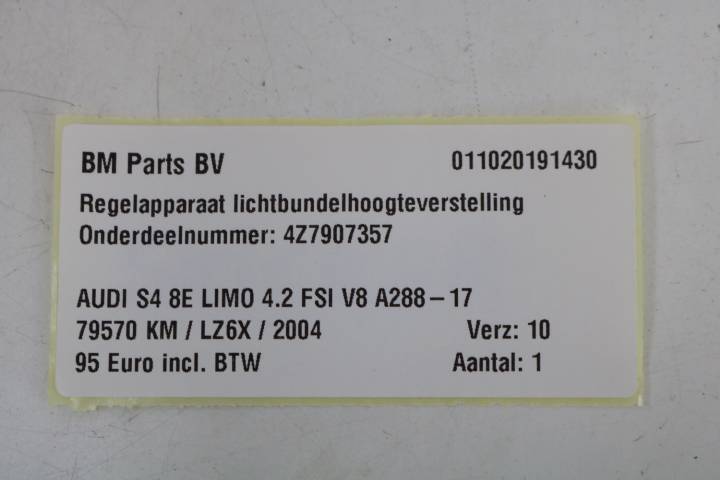 BM Parts BV 011020191430
Regelapparaat lichtbundelhoogteverstelling
Onderdeelnummer: 4Z7907357
AUDI S4 8E LIMO 4.2 FSI V8 A288-17
79570 KM / LZ6X / 2004 Verz: 10
95 Euro incl. BTW Aantal: 1